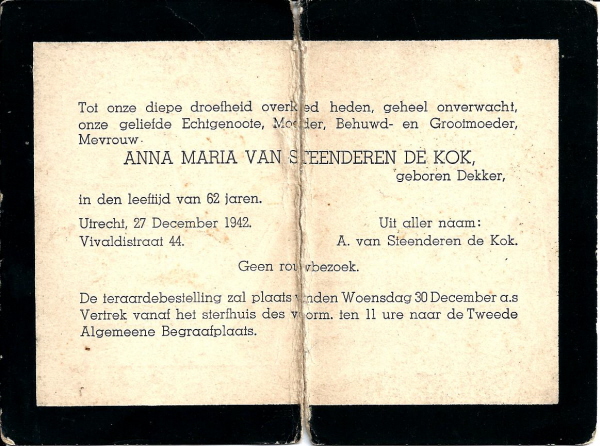 Tot onze diepe droefheid overleed heden, geheel onverwacht,
onze geliefde Echtgenoote, Moeder, Behuwd- en Grootmoeder,
Mevrouw
ANNA MARIA VAN STEENDEREN DE KOK,
geboren Dekker,
in den leeftijd van 62 jaren.
Utrecht, 27 December 1942.
Vivaldistraat 44.
Uit aller naam:
A. van Steenderen de Kok.
Geen rouwbezoek.
De teraardebestelling zal plaats vinden Woensdag 30 December a.s
Vertrek vanaf het sterfhuis des voorm. ten 11 ure naar de Tweede
Algemeene Begraafplaats.